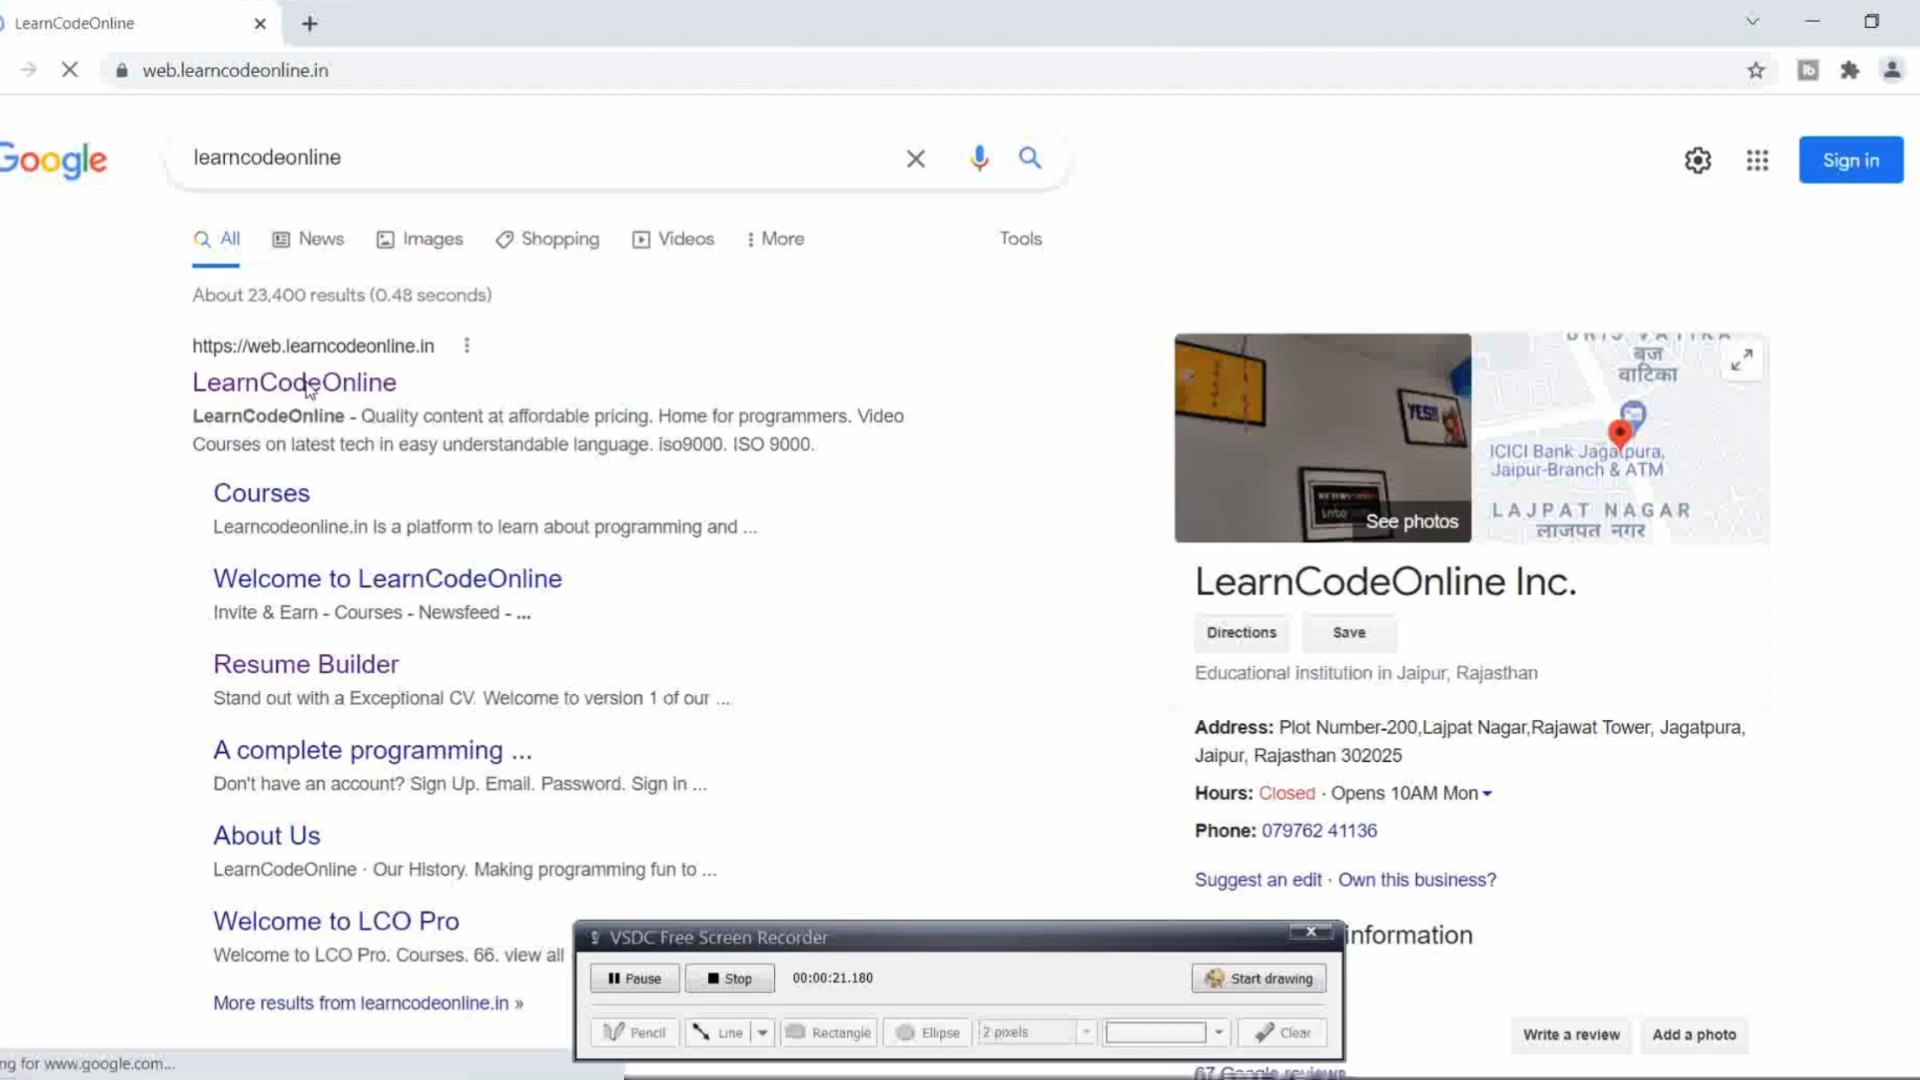 LearnCodeOnline
web.learncodeonline.in
Google
learncodeonline
Sign in
All
News
Images
Shopping
Videos
More
Tools
About 23,400 results (0.48 seconds)
https://web.learncodeonline.in
LearnCodeOnline
LearnCodeOnline - Quality content at affordable pricing. Home for programmers. Video
Courses on latest tech in easy understandable language. iso9000. ISO 9000.
Courses
Learncodeonline.in is a platform to learn about programming and ...
Welcome to LearnCodeOnline
Invite & Earn - Courses - Newsfeed - ...
Resume Builder
Stand out with a Exceptional CV. Welcome to version 1 of our ...
A complete programming ...
Don't have an account? Sign Up. Email. Password. Sign in ...
About Us
LearnCodeOnline · Our History. Making programming fun to ...
Welcome to LCO Pro
Welcome to LCO Pro. Courses. 66. view all
More results from learncodeonline.in »
YES!!
See photos
बृज
वाटिका
ICICI Bank Jagatpura,
Jaipur-Branch & ATM
LAJPAT NAGAR
लाजपत नगर
LearnCodeOnline Inc.
Directions
Save
Educational institution in Jaipur, Rajasthan
Address: Plot Number-200,Lajpat Nagar,Rajawat Tower, Jagatpura,
Jaipur, Rajasthan 302025
Hours: Closed · Opens 10AM Mon
Phone: 079762 41136
Suggest an edit · Own this business?
information
Write a review
Add a photo
67 Google reviews
VSDC Free Screen Recorder
Pause
Stop
00:00:21.180
Start drawing
Pencil
Line
Rectangle
Ellipse
2 pixels
Clear
ng for www.google.com...